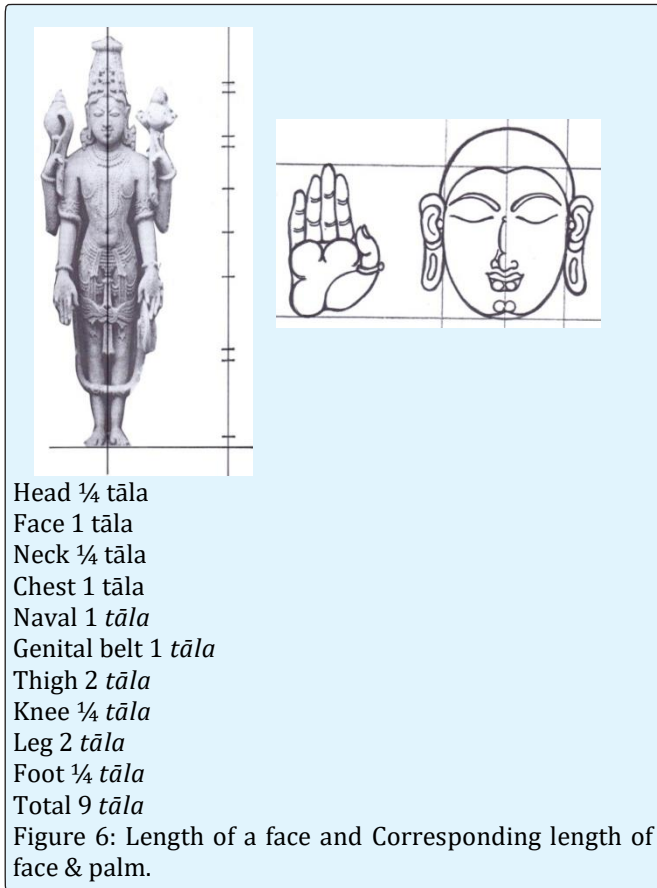 Head ¼ tāla
Face 1 tāla
Neck ¼ tāla
Chest 1 tāla
Naval 1 tāla
Genital belt 1 tāla
Thigh 2 tāla
Knee ¼ tāla
Leg 2 tāla
Foot ¼ tāla
Total 9 tāla
Figure 6: Length of a face and Corresponding length of
face & palm.